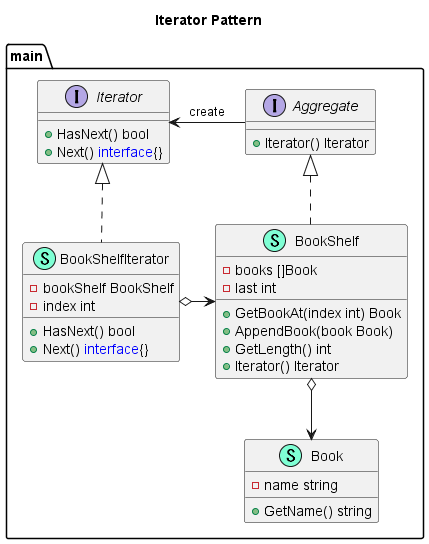 Iterator Pattern
main
I Iterator
HasNext() bool
Next() interface{}
create
I Aggregate
Iterator() Iterator
S BookShelfIterator
bookShelf BookShelf
index int
HasNext() bool
Next() interface{}
S BookShelf
books []Book
last int
GetBookAt(index int) Book
AppendBook(book Book)
GetLength() int
Iterator() Iterator
S Book
name string
GetName() string